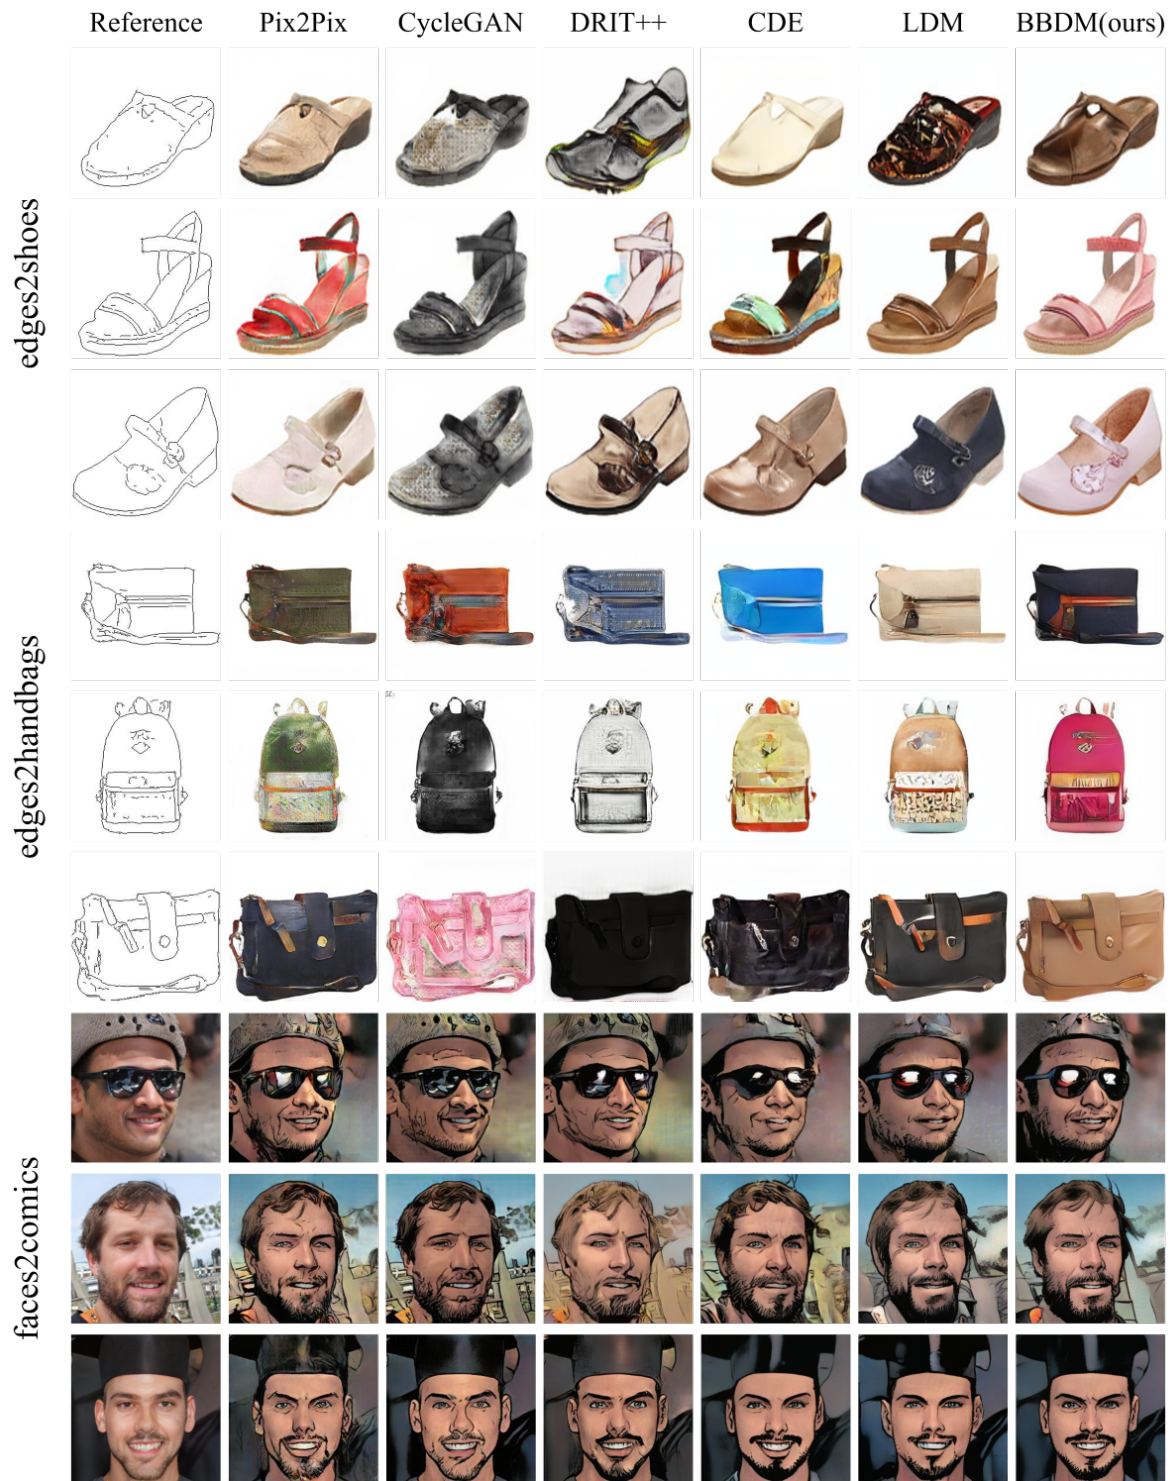 Reference Pix2Pix CycleGAN DRIT++ CDE LDM BBDM(ours)
edges2shoes
edges2handbags
faces2comics